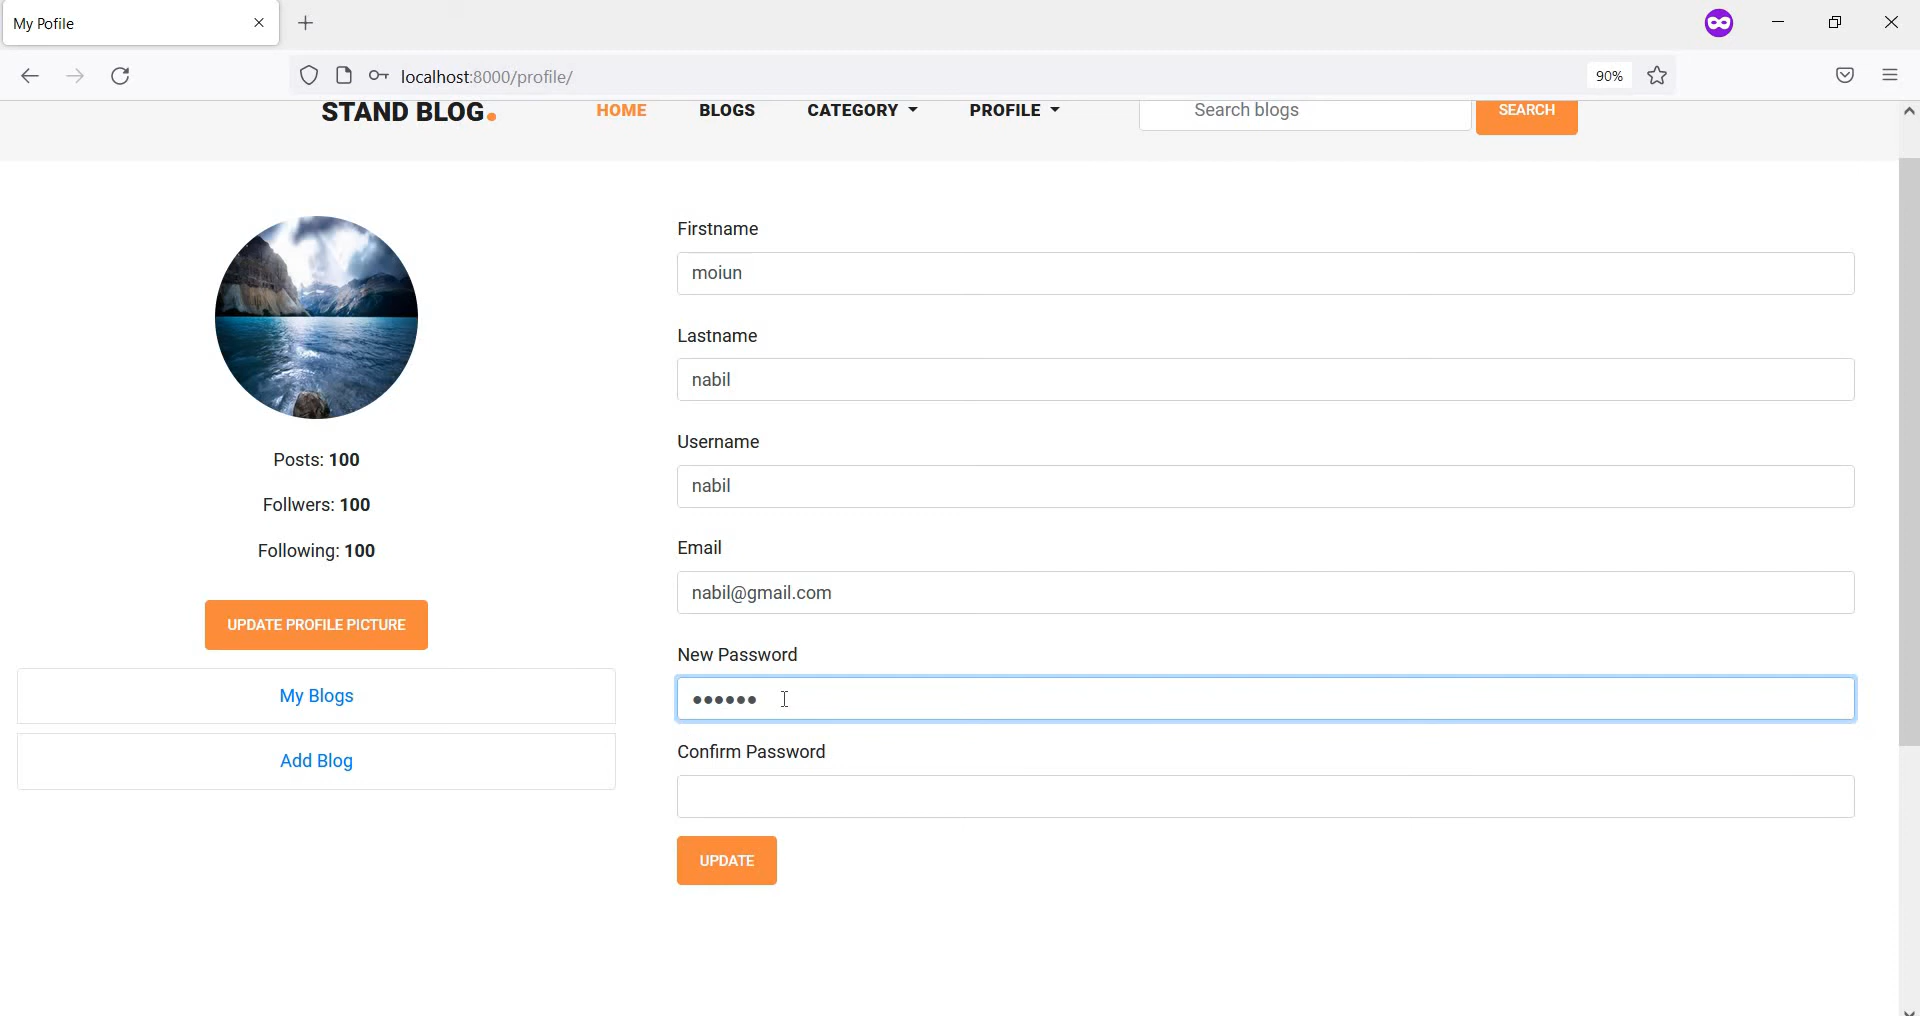 My Pofile
localhost:8000/profile/
90%
STAND BLOG.
HOME
BLOGS
CATEGORY
PROFILE
Search blogs
SEARCH
Posts: 100
Follwers: 100
Following: 100
UPDATE PROFILE PICTURE
My Blogs
Add Blog
Firstname
moiun
Lastname
nabil
Username
nabil
Email
nabil@gmail.com
New Password
••••••
Confirm Password
UPDATE